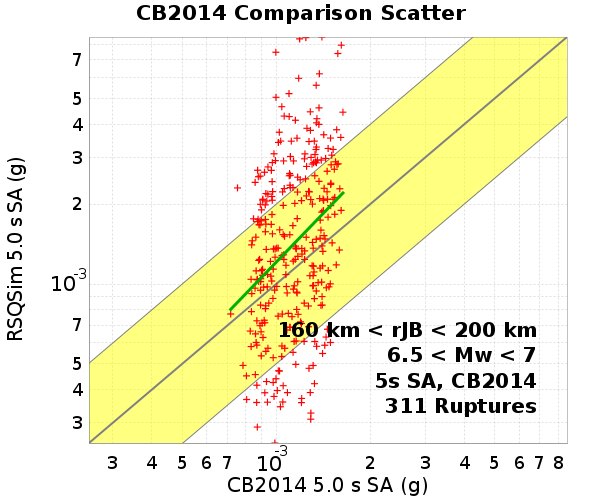 CB2014 Comparison Scatter
RSQSim 5.0 s SA (g)
7
5
4
3
2
10⁻³
7
5
4
3
160 km < rJB < 200 km
6.5 < Mw < 7
5s SA, CB2014
311 Ruptures
3 4 5 6 7 10⁻³ 2 3 4 5 6 7 8
CB2014 5.0 s SA (g)